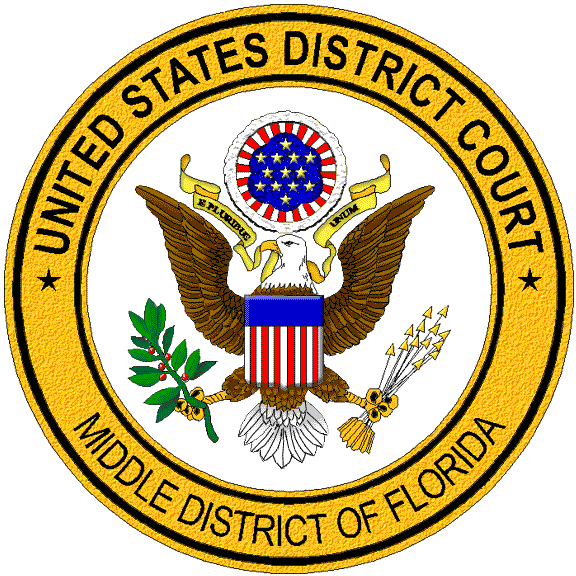 UNITED STATES DISTRICT COURT
E PLURIBUS UNUM
MIDDLE DISTRICT OF FLORIDA